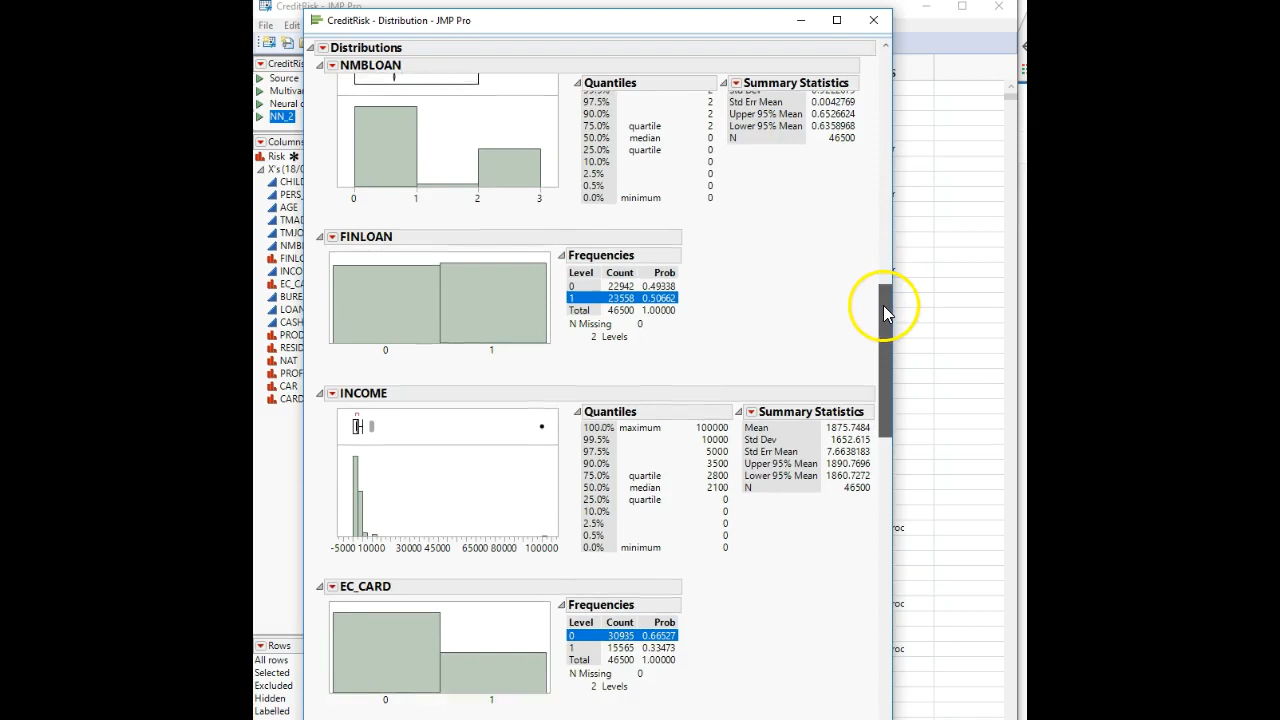 CreditRisk - JMP Pro
File Edit
CreditRisk - Distribution - JMP Pro
CreditRis
Source
Multivar
Neural c
NN_2
Columns
Risk
X's (18/0
CHILD
PERS_
AGE
TMAD
TMJO
NMBL
FINLO
INCO
EC_CA
BURE
LOAN
CASH
PROD
RESID
NAT
PROF
CAR
CARD
Rows
All rows
Selected
Excluded
Hidden
Labelled
Distributions
NMBLOAN
0 1 2 3
Quantiles
97.5% 2
90.0% 2
75.0% quartile 2
50.0% median 0
25.0% quartile 0
10.0% 0
2.5% 0
0.5% 0
0.0% minimum 0
Summary Statistics
Std Err Mean 0.0042769
Upper 95% Mean 0.6526624
Lower 95% Mean 0.6358968
N 46500
FINLOAN
0 1
Frequencies
Level Count Prob
0 22942 0.49338
1 23558 0.50662
Total 46500 1.00000
N Missing 0
2 Levels
INCOME
-5000 10000 30000 45000 65000 80000 100000
Quantiles
100.0% maximum 100000
99.5% 10000
97.5% 5000
90.0% 3500
75.0% quartile 2800
50.0% median 2100
25.0% quartile 0
10.0% 0
2.5% 0
0.5% 0
0.0% minimum 0
Summary Statistics
Mean 1875.7484
Std Dev 1652.615
Std Err Mean 7.6638183
Upper 95% Mean 1890.7696
Lower 95% Mean 1860.7272
N 46500
EC_CARD
0 1
Frequencies
Level Count Prob
0 30935 0.66527
1 15565 0.33473
Total 46500 1.00000
N Missing 0
2 Levels
roc
roc
roc